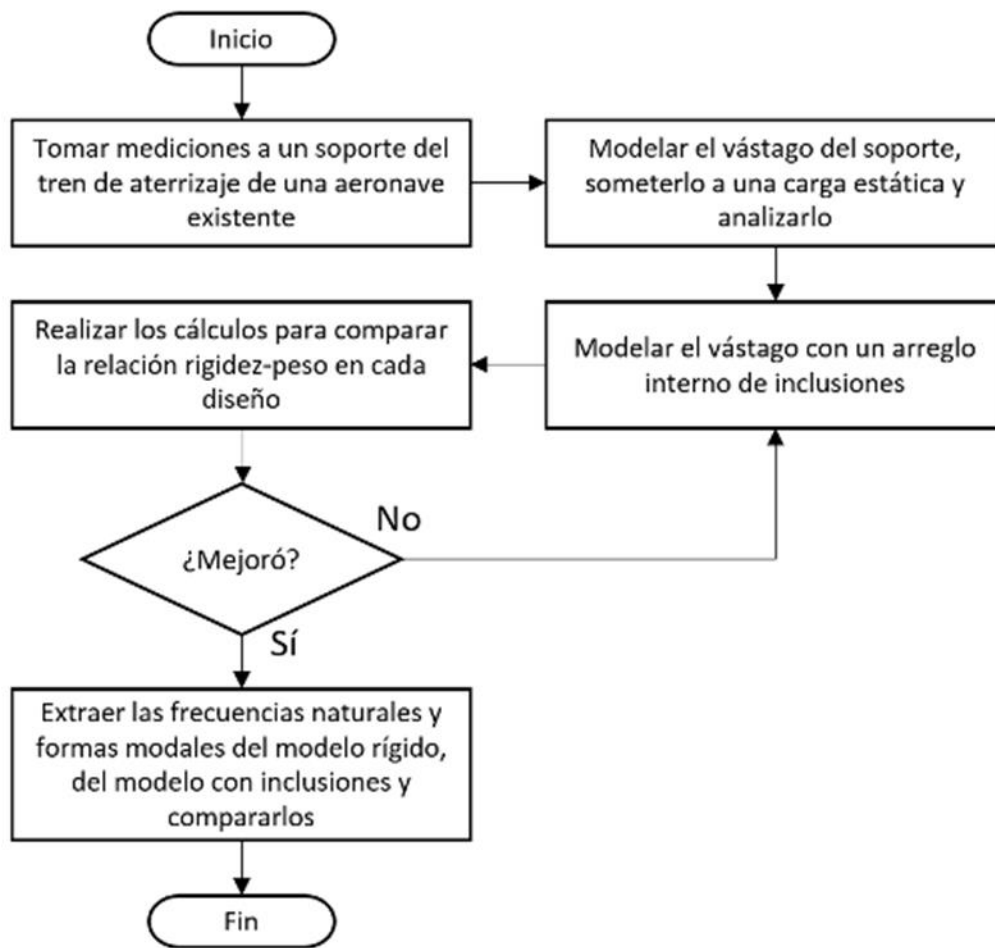 Inicio
Tomar mediciones a un soporte del
tren de aterrizaje de una aeronave
existente
Modelar el vástago del soporte,
someterlo a una carga estática y
analizarlo
Modelar el vástago con un arreglo
interno de inclusiones
Realizar los cálculos para comparar
la relación rigidez-peso en cada
diseño
¿Mejoró?
No
Sí
Extraer las frecuencias naturales y
formas modales del modelo rígido,
del modelo con inclusiones y
compararlos
Fin